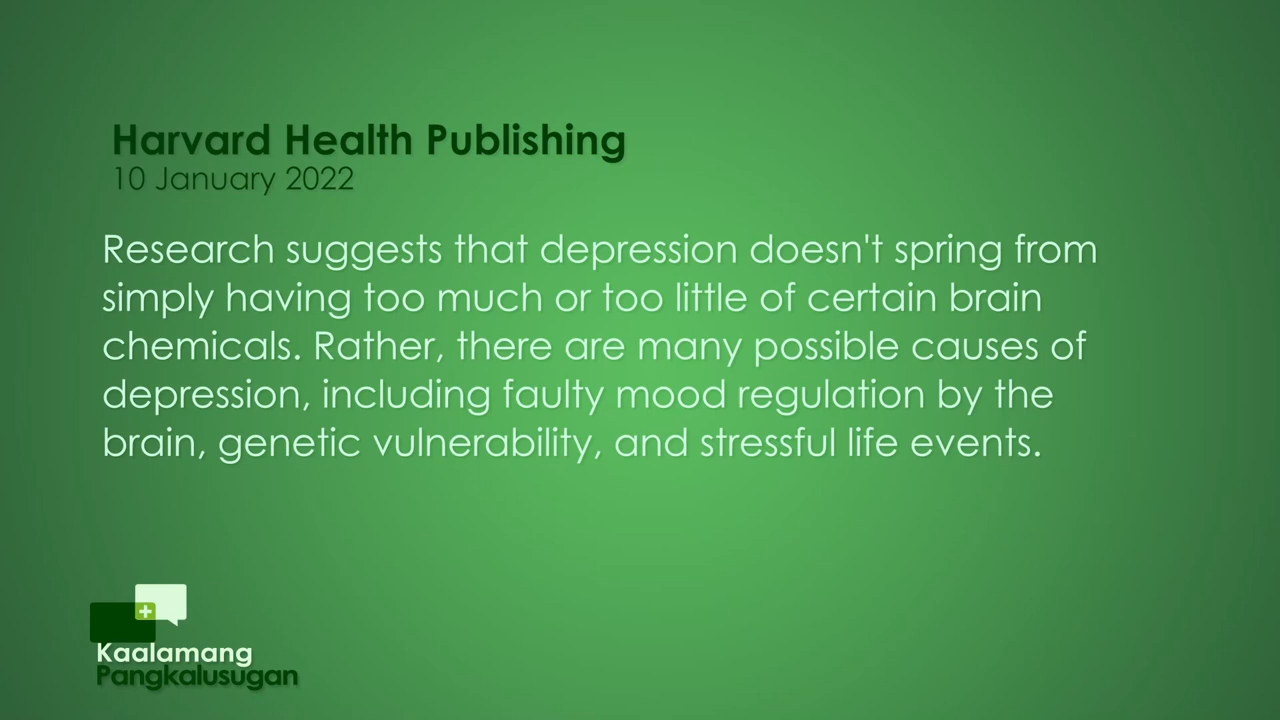 Harvard Health Publishing
10 January 2022
Research suggests that depression doesn't spring from
simply having too much or too little of certain brain
chemicals. Rather, there are many possible causes of
depression, including faulty mood regulation by the
brain, genetic vulnerability, and stressful life events.
Kaalamang
Pangkalusugan